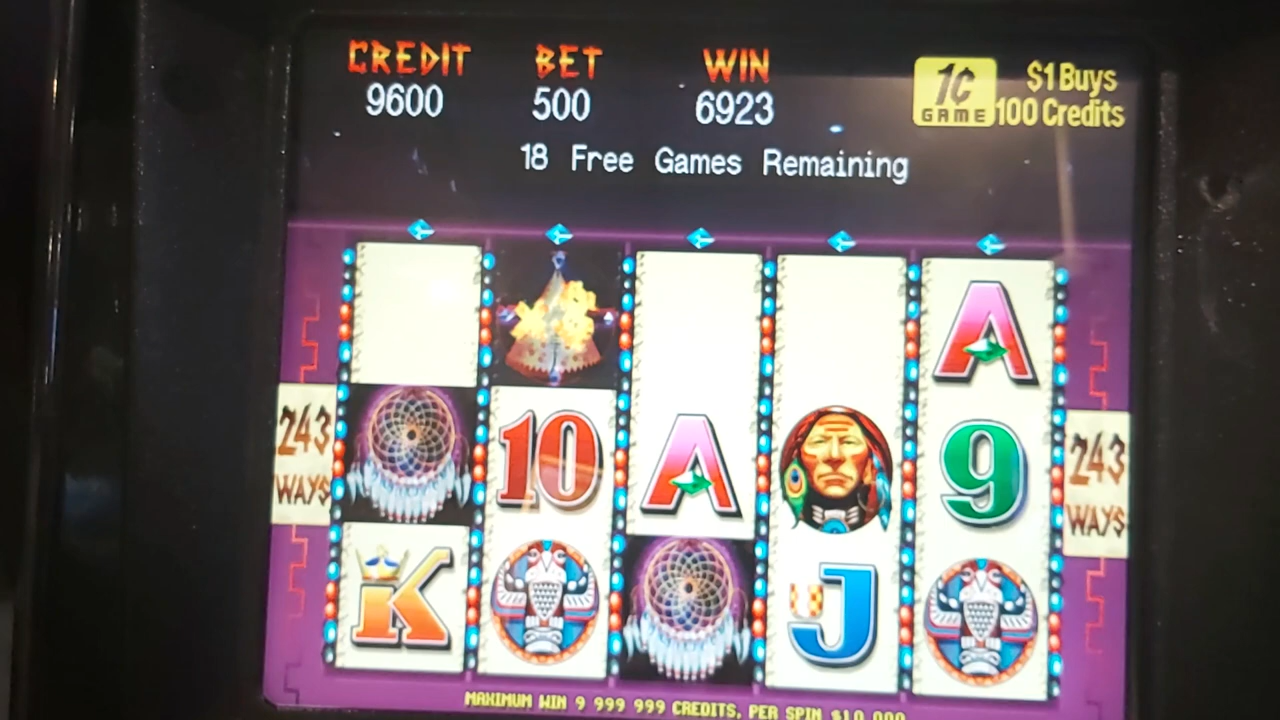 CREDIT BET WIN
9600 500 6923
1¢ GAME
$1 Buys
100 Credits
18 Free Games Remaining
A
243 WAYS
10 A 9
243 WAYS
K J
MAXIMUM WIN 9 999 999 CREDITS, PER SPIN $10,000